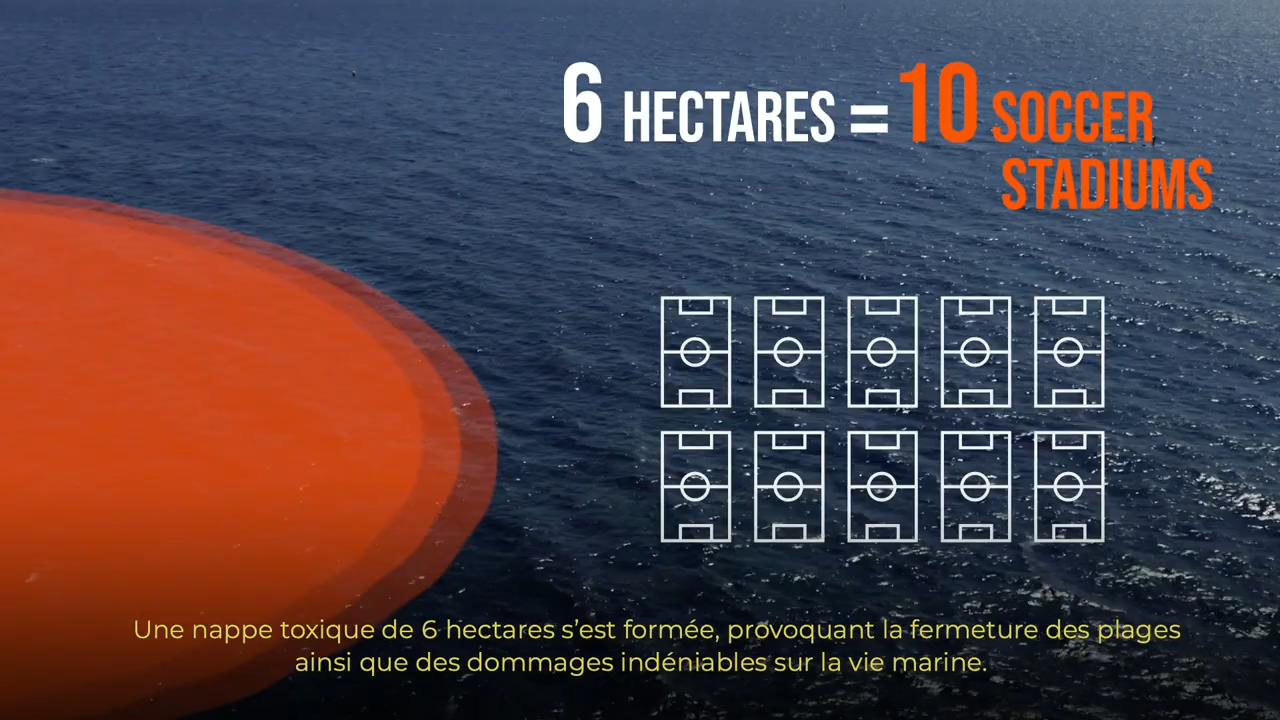 6 HECTARES = 10 SOCCER
STADIUMS
Une nappe toxique de 6 hectares s’est formée, provoquant la fermeture des plages
ainsi que des dommages indéniables sur la vie marine.